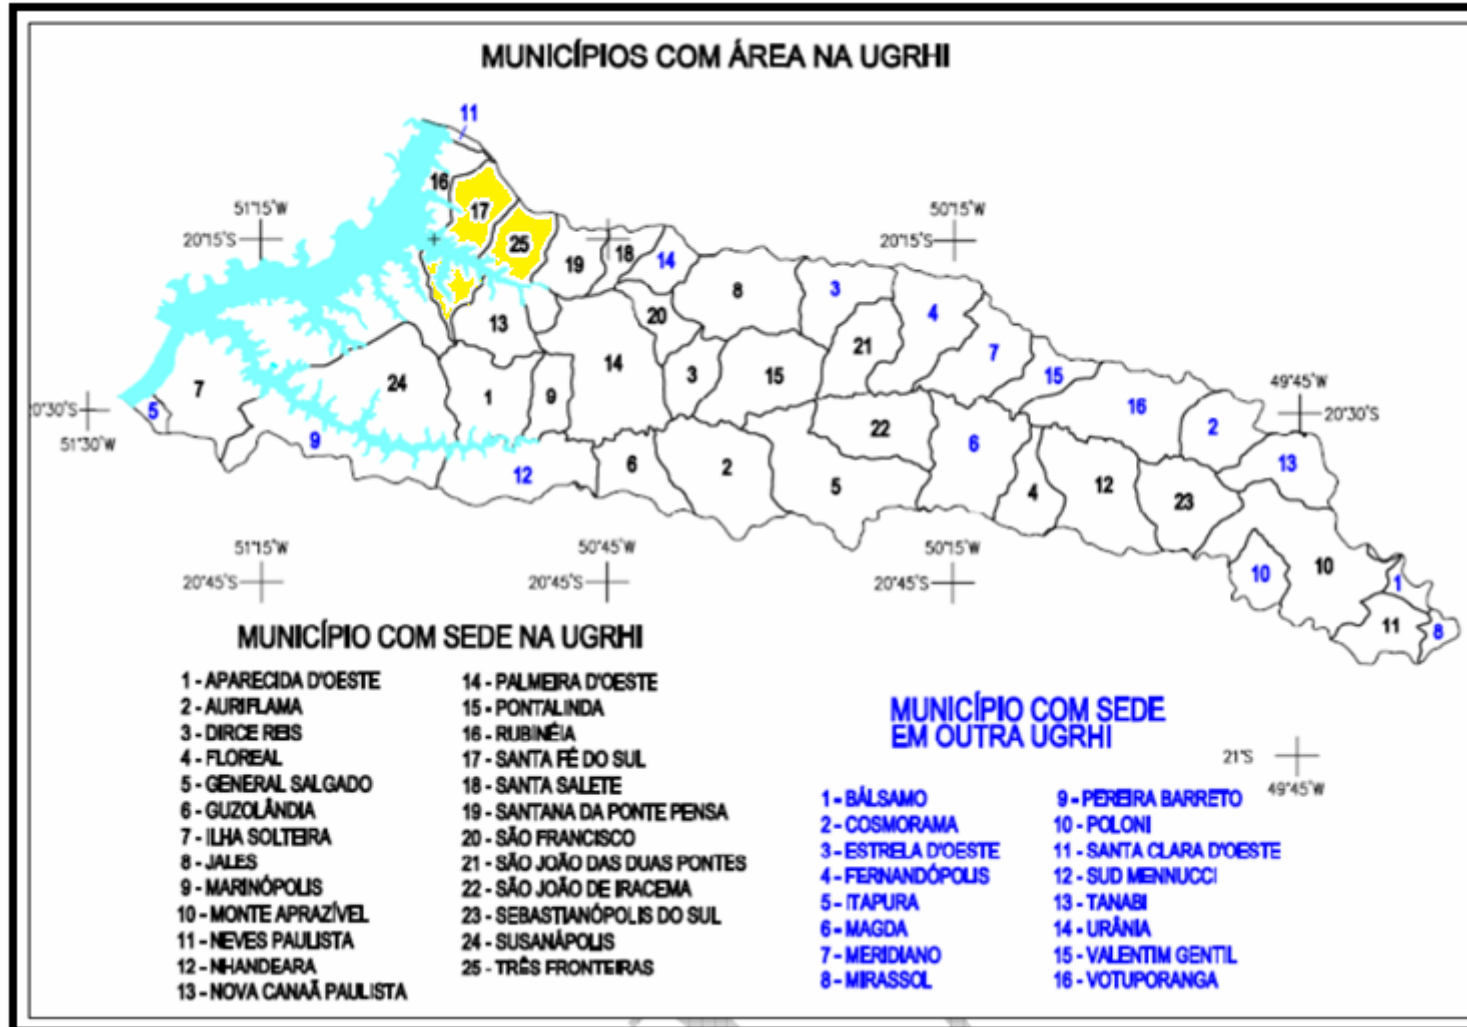 MUNICÍPIOS COM ÁREA NA UGRHI
11
16
51°15'W
17
50°15'W
20°15'S
25
18
14
20°15'S
19
8
3
4
20
13
21
7
14
3
15
15
7
24
1
9
16
49°45'W
0°30'S
5
2
20°30'S
51°30'W
9
22
6
12
6
2
13
5
4
12
23
51°15'W
50°45'W
50°15'W
20°45'S
20°45'S
20°45'S
10
10
1
11
8
MUNICÍPIO COM SEDE NA UGRHI
1 - APARECIDA D'OESTE
2 - AURIFLAMA
3 - DIRCE REIS
4 - FLOREAL
5 - GENERAL SALGADO
6 - GUZOLÂNDIA
7 - ILHA SOLTEIRA
8 - JALES
9 - MARINÓPOLIS
10 - MONTE APRAZÍVEL
11 - NEVES PAULISTA
12 - NHANDEARA
13 - NOVA CANAÃ PAULISTA
14 - PALMEIRA D'OESTE
15 - PONTALINDA
16 - RUBINÉIA
17 - SANTA FÉ DO SUL
18 - SANTA SALETE
19 - SANTANA DA PONTE PENSA
20 - SÃO FRANCISCO
21 - SÃO JOÃO DAS DUAS PONTES
22 - SÃO JOÃO DE IRACEMA
23 - SEBASTIANÓPOLIS DO SUL
24 - SUSANÁPOLIS
25 - TRÊS FRONTEIRAS
MUNICÍPIO COM SEDE
EM OUTRA UGRHI
21°S
49°45'W
1 - BÁLSAMO
2 - COSMORAMA
3 - ESTRELA D'OESTE
4 - FERNANDÓPOLIS
5 - ITAPURA
6 - MAGDA
7 - MERIDIANO
8 - MIRASSOL
9 - PEREIRA BARRETO
10 - POLONI
11 - SANTA CLARA D'OESTE
12 - SUD MENNUCCI
13 - TANABI
14 - URÂNIA
15 - VALENTIM GENTIL
16 - VOTUPORANGA